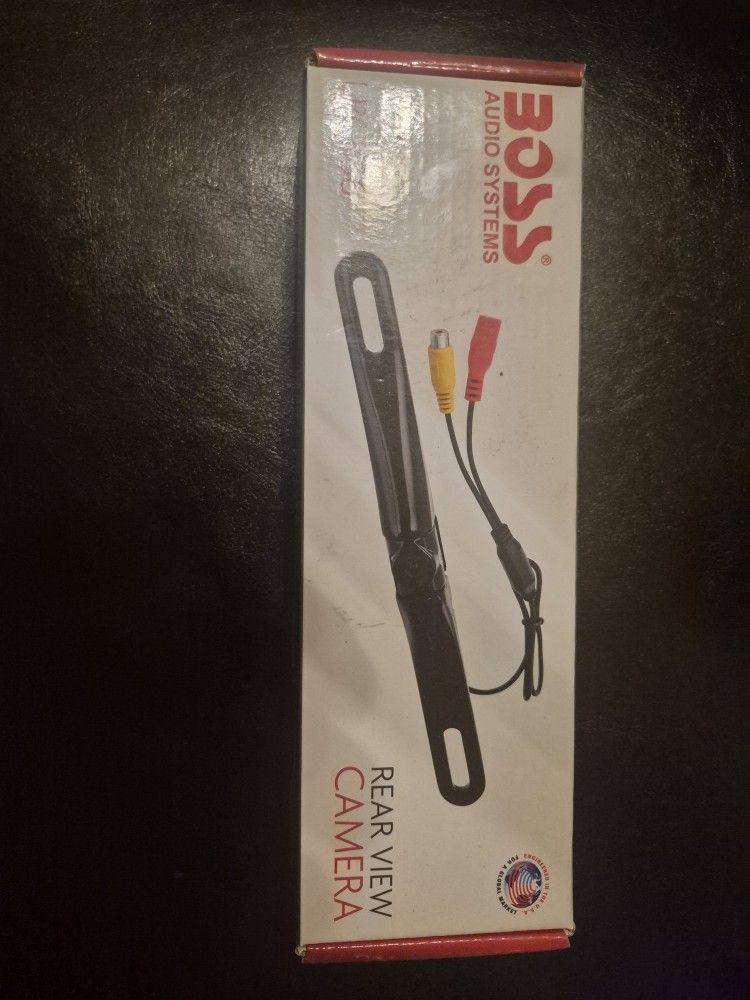 BOSS®
AUDIO SYSTEMS
REAR VIEW
CAMERA
ENGINEERED IN THE U.S.A.
FOR A GLOBAL MARKET